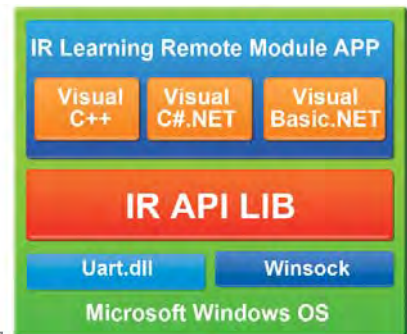 IR Learning Remote Module APP
Visual Visual Visual
C++ C#.NET Basic.NET
IR API LIB
Uart.dll Winsock
Microsoft Windows OS